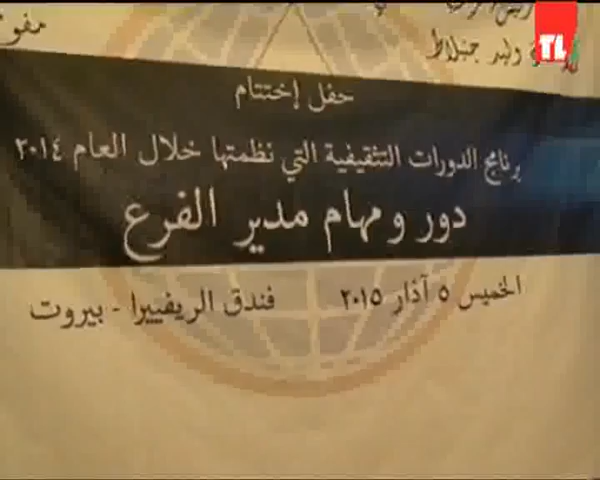 TL
وليد جنبلاط
حفل إختتام
برنامج الدورات التثقيفية التي نظمتها خلال العام ٢٠١٤
دور ومهام مدير الفرع
الخميس ٥ آذار ٢٠١٥ فندق الريفييرا - بيروت